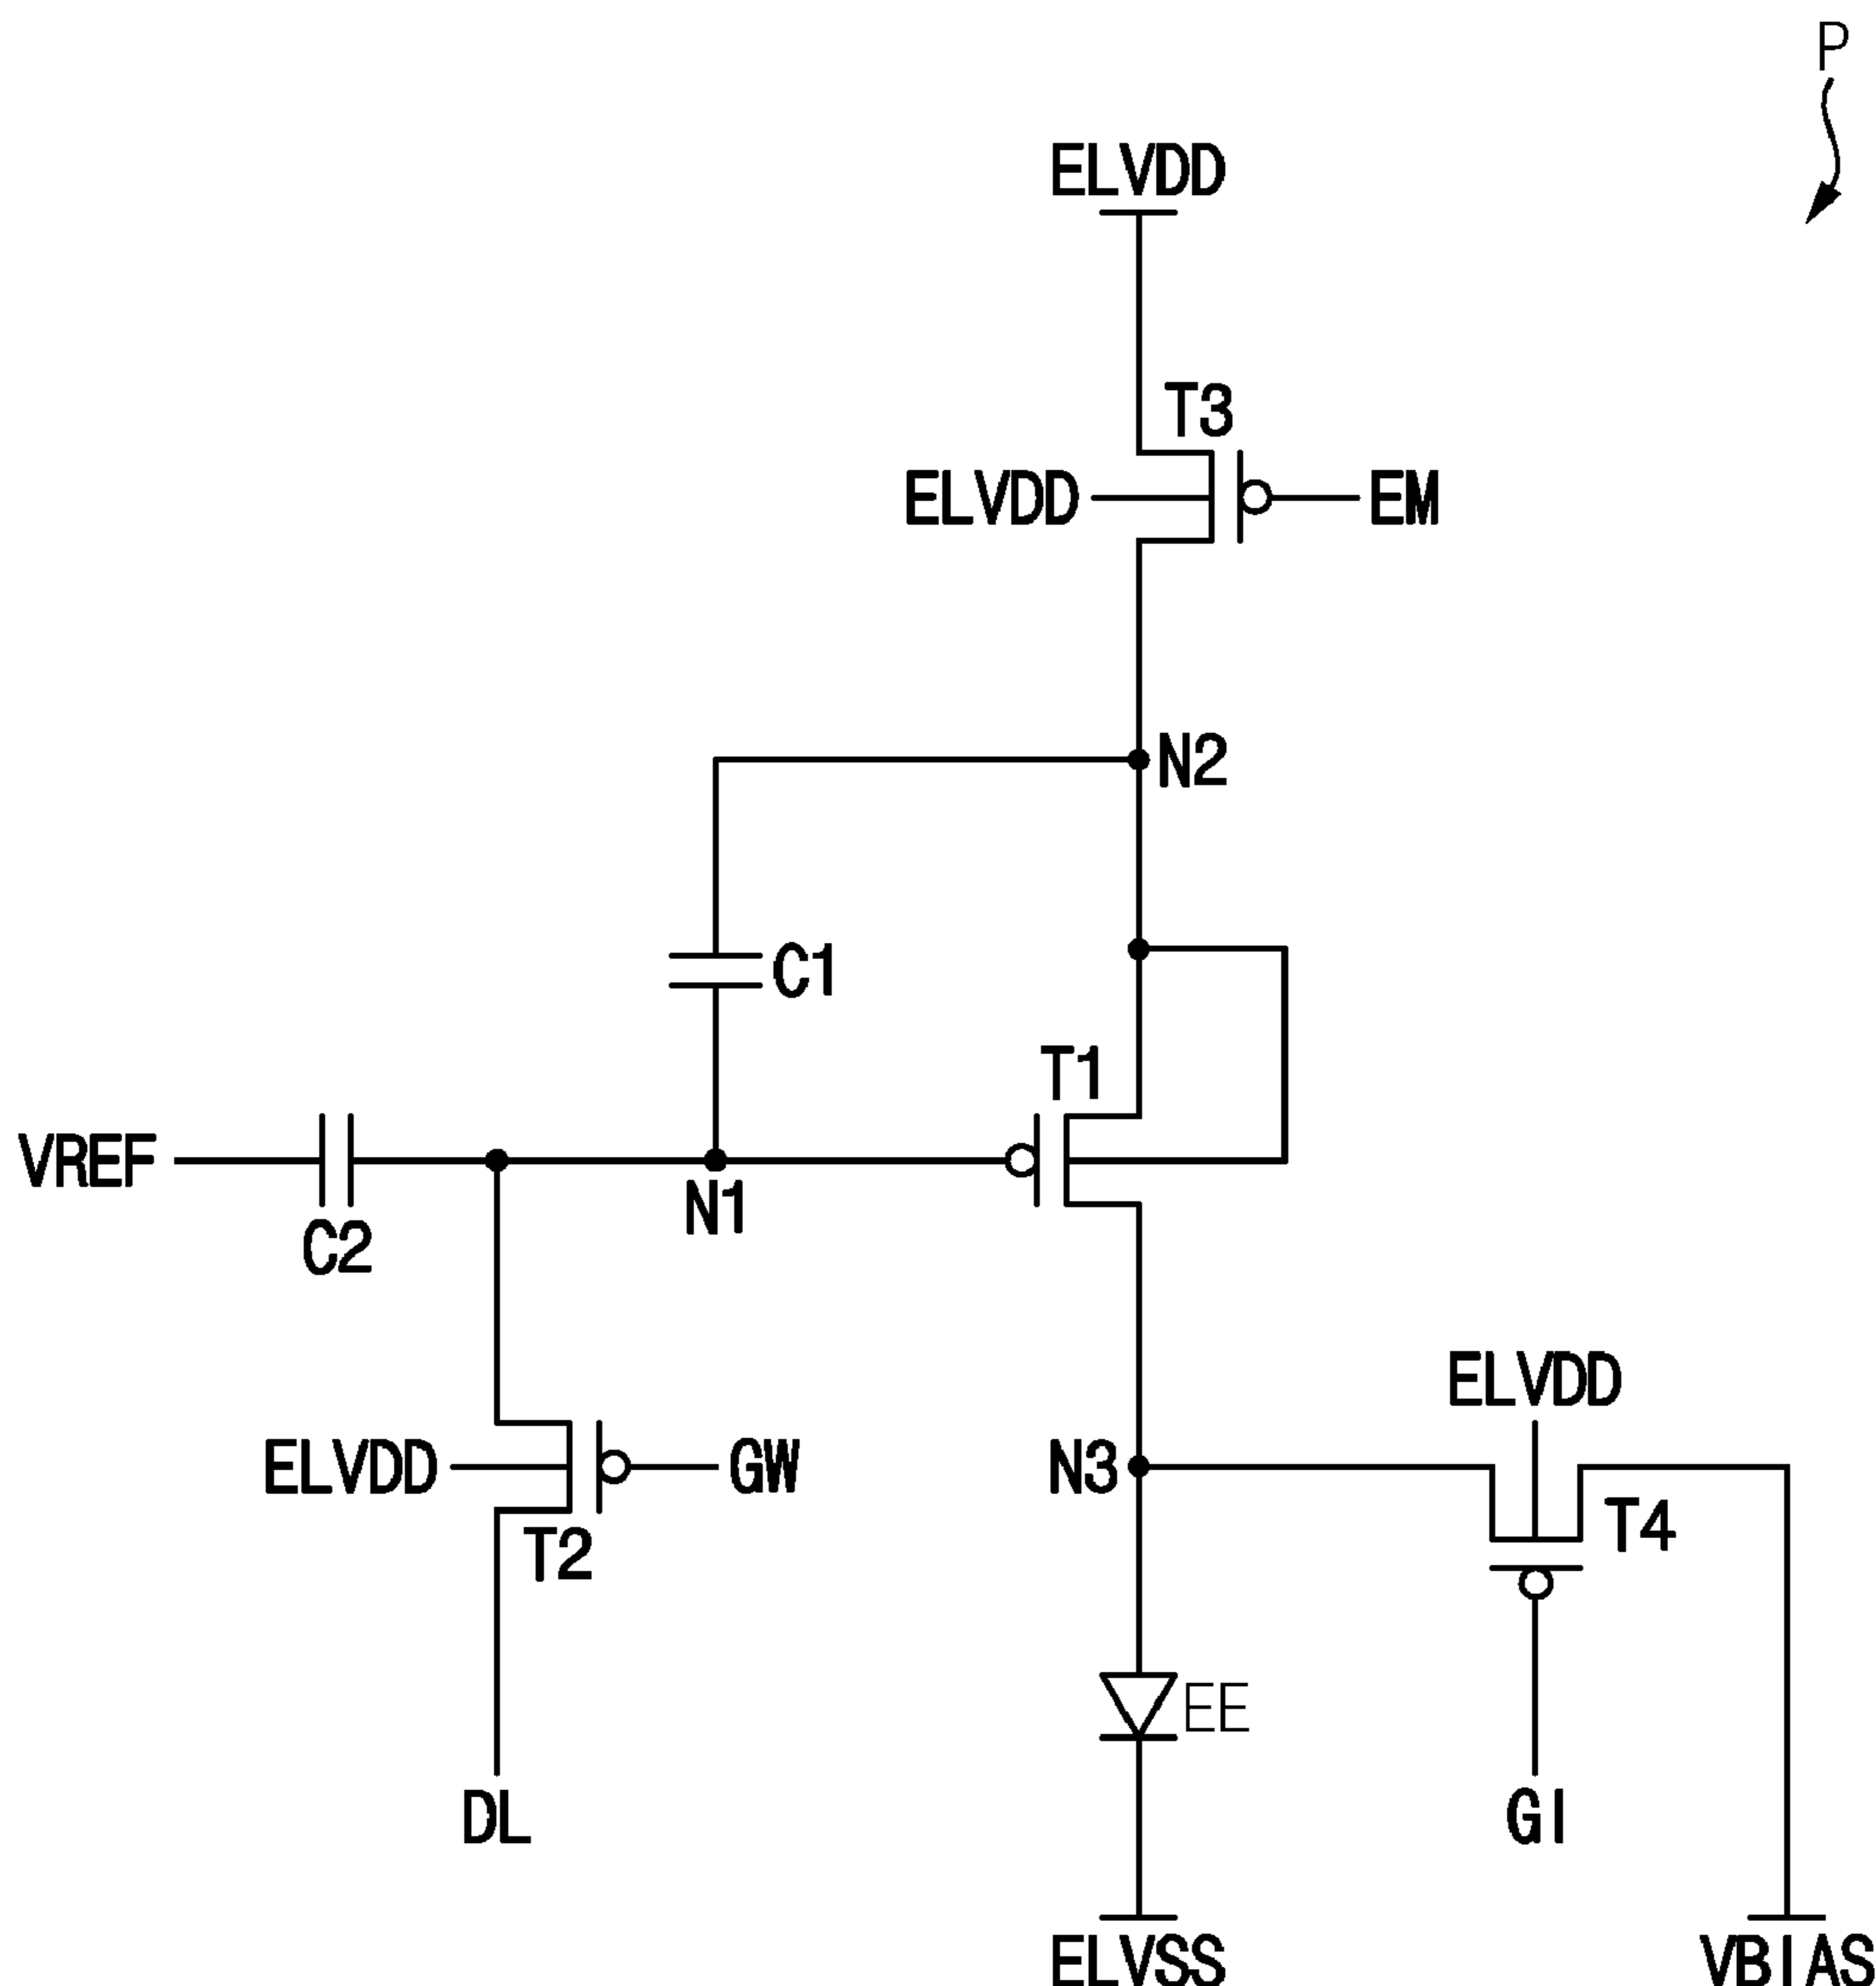 P
ELVDD
T3
ELVDD
EM
N2
C1
T1
VREF
N1
C2
ELVDD
ELVDD
GW
N3
T4
T2
EE
DL
GI
ELVSS
VBIAS